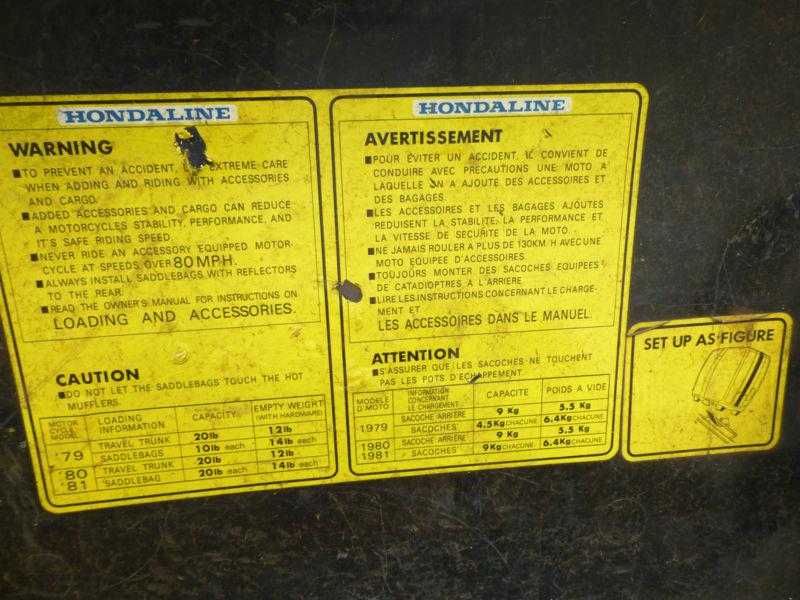 HONDALINE
WARNING
■TO PREVENT AN ACCIDENT, EXTREME CARE
WHEN ADDING AND RIDING WITH ACCESSORIES
AND CARGO.
■ADDED ACCESSORIES AND CARGO CAN REDUCE
A MOTORCYCLES STABILITY, PERFORMANCE, AND
IT'S SAFE RIDING SPEED.
■NEVER RIDE AN ACCESSORY EQUIPPED MOTOR-
CYCLE AT SPEEDS OVER 80 MPH.
■ALWAYS INSTALL SADDLEBAGS WITH REFLECTORS
TO THE REAR.
■READ THE OWNER'S MANUAL FOR INSTRUCTIONS ON
LOADING AND ACCESSORIES.
CAUTION
■DO NOT LET THE SADDLEBAGS TOUCH THE HOT
MUFFLERS.
MOTOR CYCLE MODEL LOADING INFORMATION CAPACITY EMPTY WEIGHT (WITH HARDWARE)
'79 TRAVEL TRUNK 20lb 12lb
SADDLEBAGS 10lb each 14lb each
'80 TRAVEL TRUNK 20lb 12lb
'81 SADDLEBAG 20lb each 14lb each
HONDALINE
AVERTISSEMENT
■POUR ÉVITER UN ACCIDENT, IL CONVIENT DE
CONDUIRE AVEC PRECAUTIONS UNE MOTO A
LAQUELLE ON A AJOUTE DES ACCESSOIRES ET
DES BAGAGES.
■LES ACCESSOIRES ET LES BAGAGES AJOUTES
REDUISENT LA STABILITE, LA PERFORMANCE ET
LA VITESSE DE SECURITE DE LA MOTO.
■NE JAMAIS ROULER A PLUS DE 130KM/H AVEC UNE
MOTO EQUIPEE D'ACCESSOIRES.
■TOUJOURS MONTER DES SACOCHES EQUIPEES
DE CATADIOPTRES A L'ARRIERE
■LIRE LES INSTRUCTIONS CONCERNANT LE CHARGE-
MENT ET
LES ACCESSOIRES DANS LE MANUEL.
ATTENTION
■S'ASSURER QUE LES SACOCHES NE TOUCHENT
PAS LES POTS D'ECHAPPEMENT.
MODELE D'MOTO INFORMATION CONCERNANT LE CHARGEMENT CAPACITE POIDS A VIDE
1979 SACOCHE ARRIÈRE 9 Kg 5.5 Kg
SACOCHES 4.5Kg CHACUNE 6.4Kg CHACUNE
1980 SACOCHE ARRIÈRE 9 Kg 5.5 Kg
1981 SACOCHES 9Kg CHACUNE 6.4Kg CHACUNE
SET UP AS FIGURE